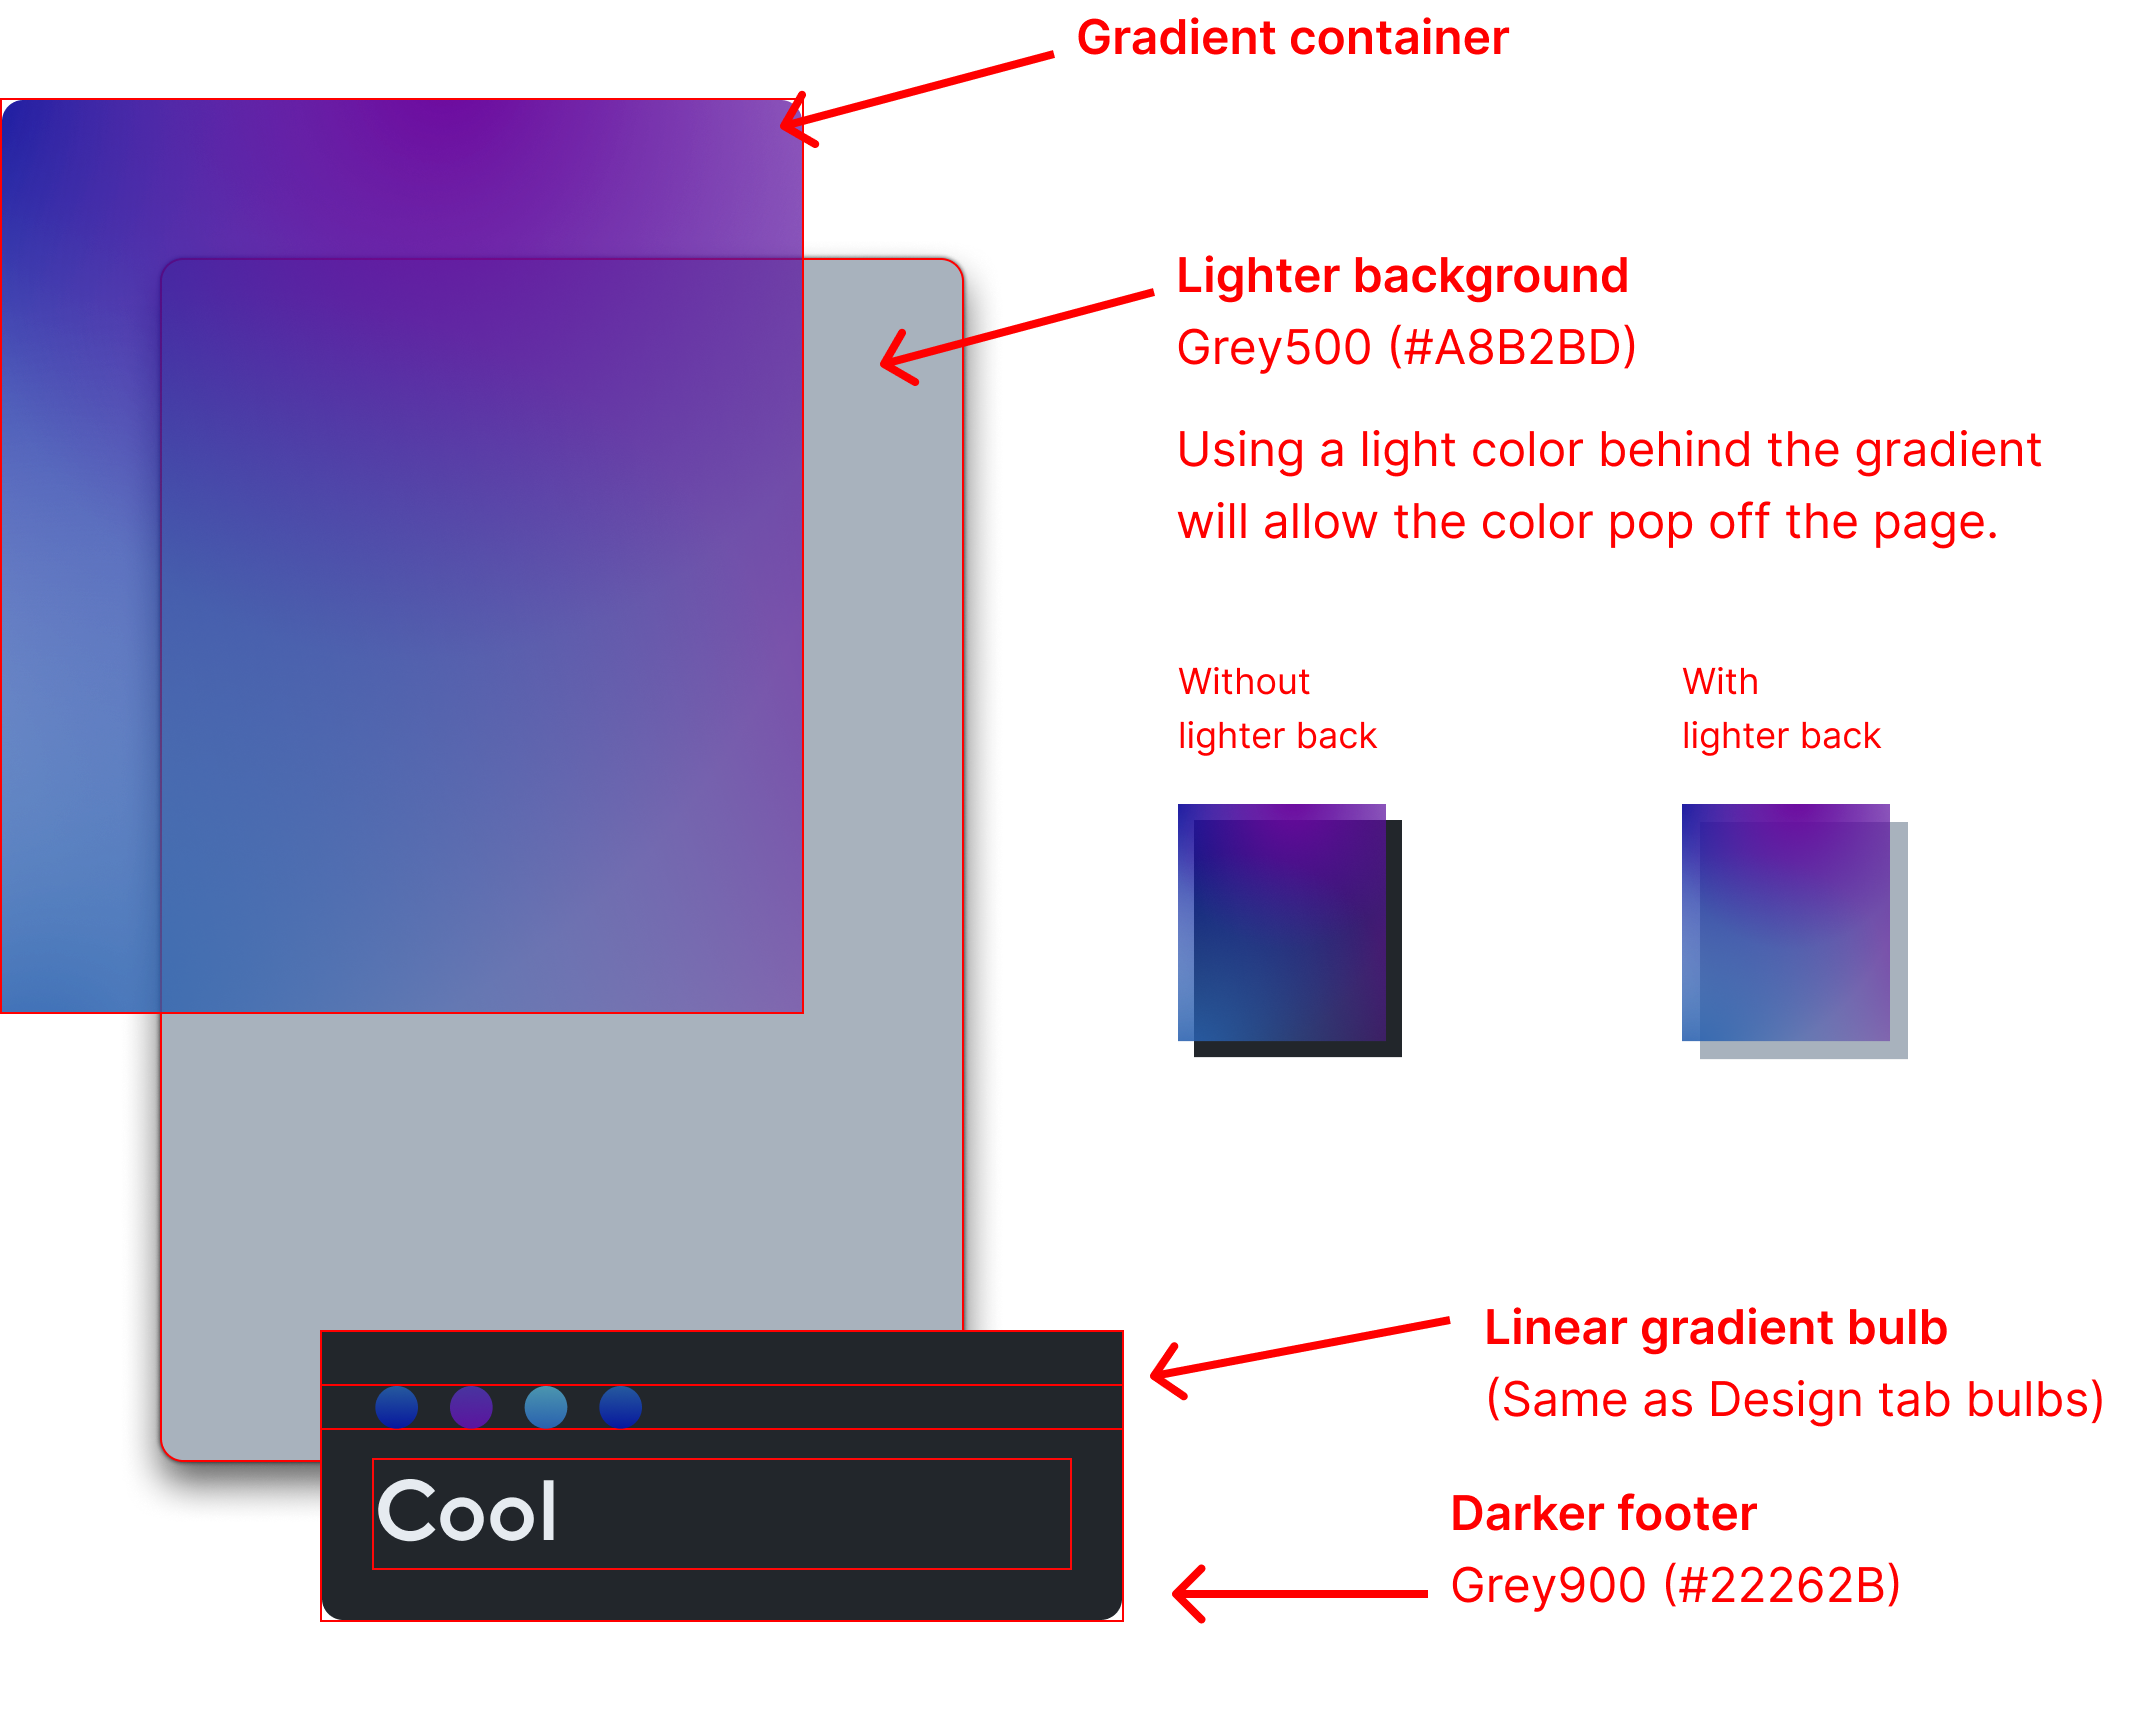 Gradient container
Lighter background
Grey500 (#A8B2BD)
Using a light color behind the gradient
will allow the color pop off the page.
Without
lighter back
With
lighter back
Linear gradient bulb
(Same as Design tab bulbs)
Cool
Darker footer
Grey900 (#22262B)